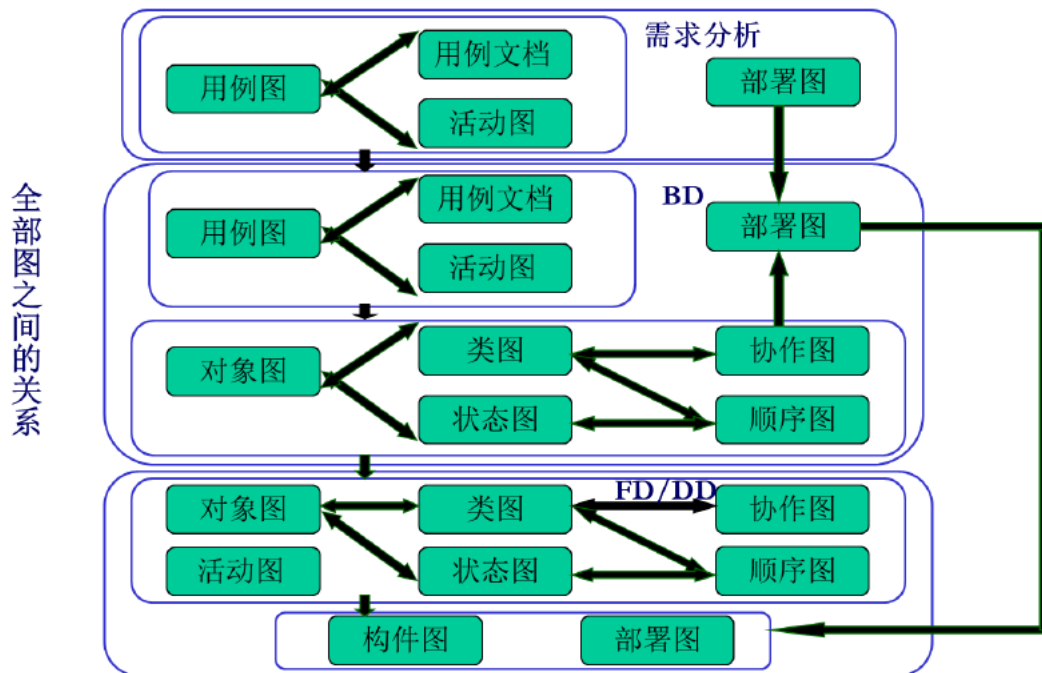 全部图之间的关系
需求分析
用例文档
用例图
部署图
活动图
用例文档
BD
用例图
部署图
活动图
类图
协作图
对象图
状态图
顺序图
FD/DD
对象图
类图
协作图
活动图
状态图
顺序图
构件图
部署图